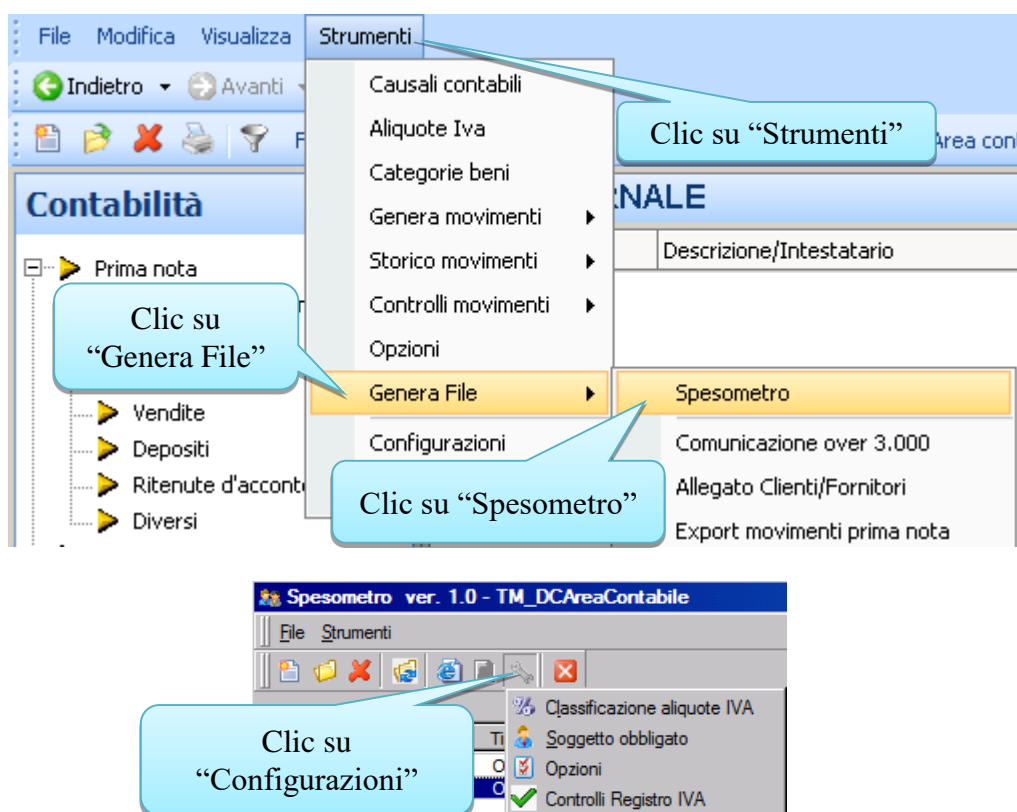 File Modifica Visualizza Strumenti
Indietro Avanti
Causali contabili
Aliquote Iva
Categorie beni
Genera movimenti
Storico movimenti
Controlli movimenti
Opzioni
Genera File
Configurazioni
Clic su “Strumenti”
Area con
Contabilità
NALE
Descrizione/Intestatario
Prima nota
Clic su
“Genera File”
Vendite
Depositi
Ritenute d'acconto
Diversi
Spesometro
Comunicazione over 3.000
Allegato Clienti/Fornitori
Export movimenti prima nota
Clic su “Spesometro”
Spesometro ver. 1.0 - TM_DCAreaContabile
File Strumenti
Clic su
“Configurazioni”
Ti
O
O
Classificazione aliquote IVA
Soggetto obbligato
Opzioni
Controlli Registro IVA